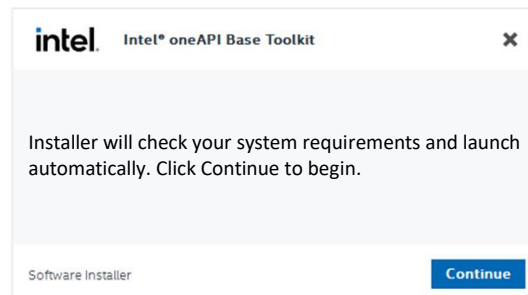 intel. Intel® oneAPI Base Toolkit
Installer will check your system requirements and launch
automatically. Click Continue to begin.
Software Installer
Continue